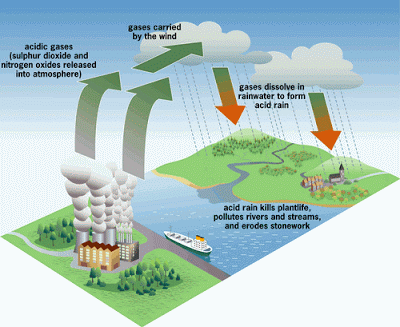 gases carried
by the wind
acidic gases
(sulphur dioxide and
nitrogen oxides released
into atmosphere)
gases dissolve in
rainwater to form
acid rain
acid rain kills plantlife,
pollutes rivers and streams,
and erodes stonework